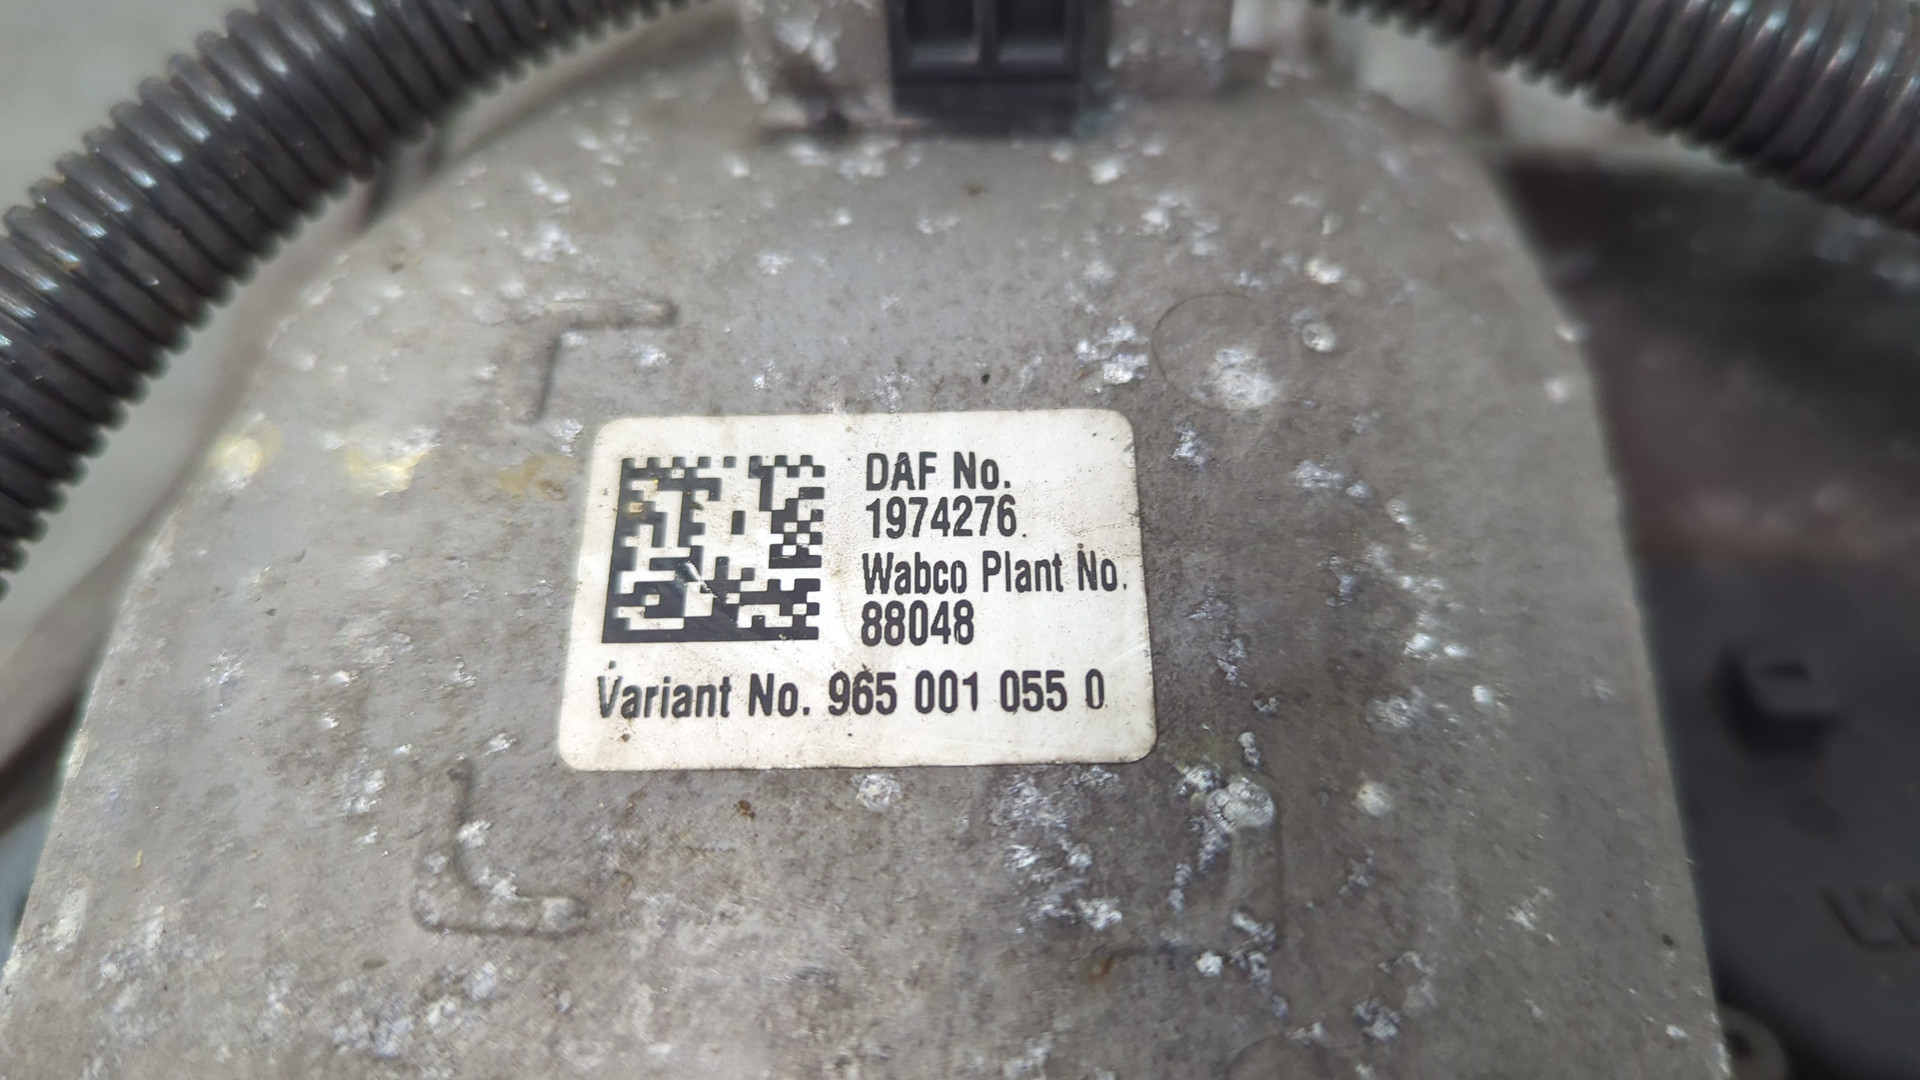 DAF No.
1974276
Wabco Plant No.
88048
Variant No. 965 001 055 0